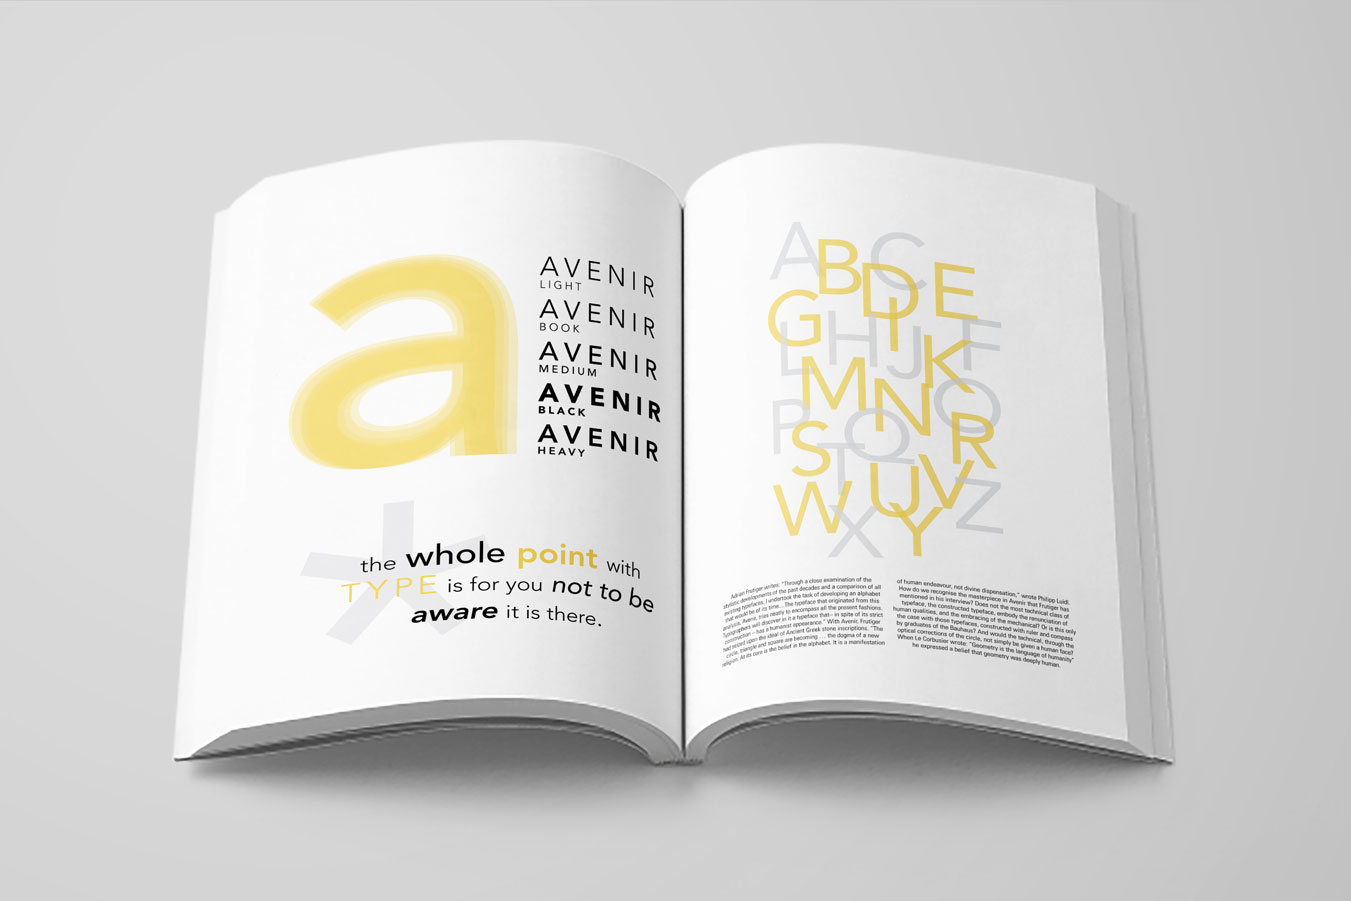 a
AVENIR
LIGHT
AVENIR
BOOK
AVENIR
MEDIUM
AVENIR
BLACK
AVENIR
HEAVY
*
the whole point with
TYPE is for you not to be
aware it is there.
A B C D E
G I
L H J K F
M N O
P Q R
S T U V
W X Y Z
Adrian Frutiger writes: "Through a close examination of the
stylistic developments of the past decades and a comparison of all
existing typefaces, I undertook the task of developing an alphabet
that would be of its time... The typeface that originated from this
analysis, Avenir, tries neatly to encompass all the present fashions.
Typographers will discover in it a typeface that– in spite of its strict
construction – has a humanist appearance." With Avenir, Frutiger
had seized upon the ideal of Ancient Greek stone inscriptions. "The
circle, triangle and square are becoming ... the dogma of a new
religion. At its core is the belief is the alphabet. It is a manifestation
of human endeavour, not divine dispensation," wrote Philipp Luidl.
How do we recognise the masterpiece in Avenir that Frutiger has
mentioned in his interview? Does not the most technical class of
typeface, the constructed typeface, embody the renunciation of
human qualities, and the embracing of the mechanical? Or is this only
the case with those typefaces, constructed with ruler and compass
by graduates of the Bauhaus? And would the technical, through the
optical corrections of the circle, not simply be given a human face?
When Le Corbusier wrote: "Geometry is the language of humanity"
he expressed a belief that geometry was deeply human.